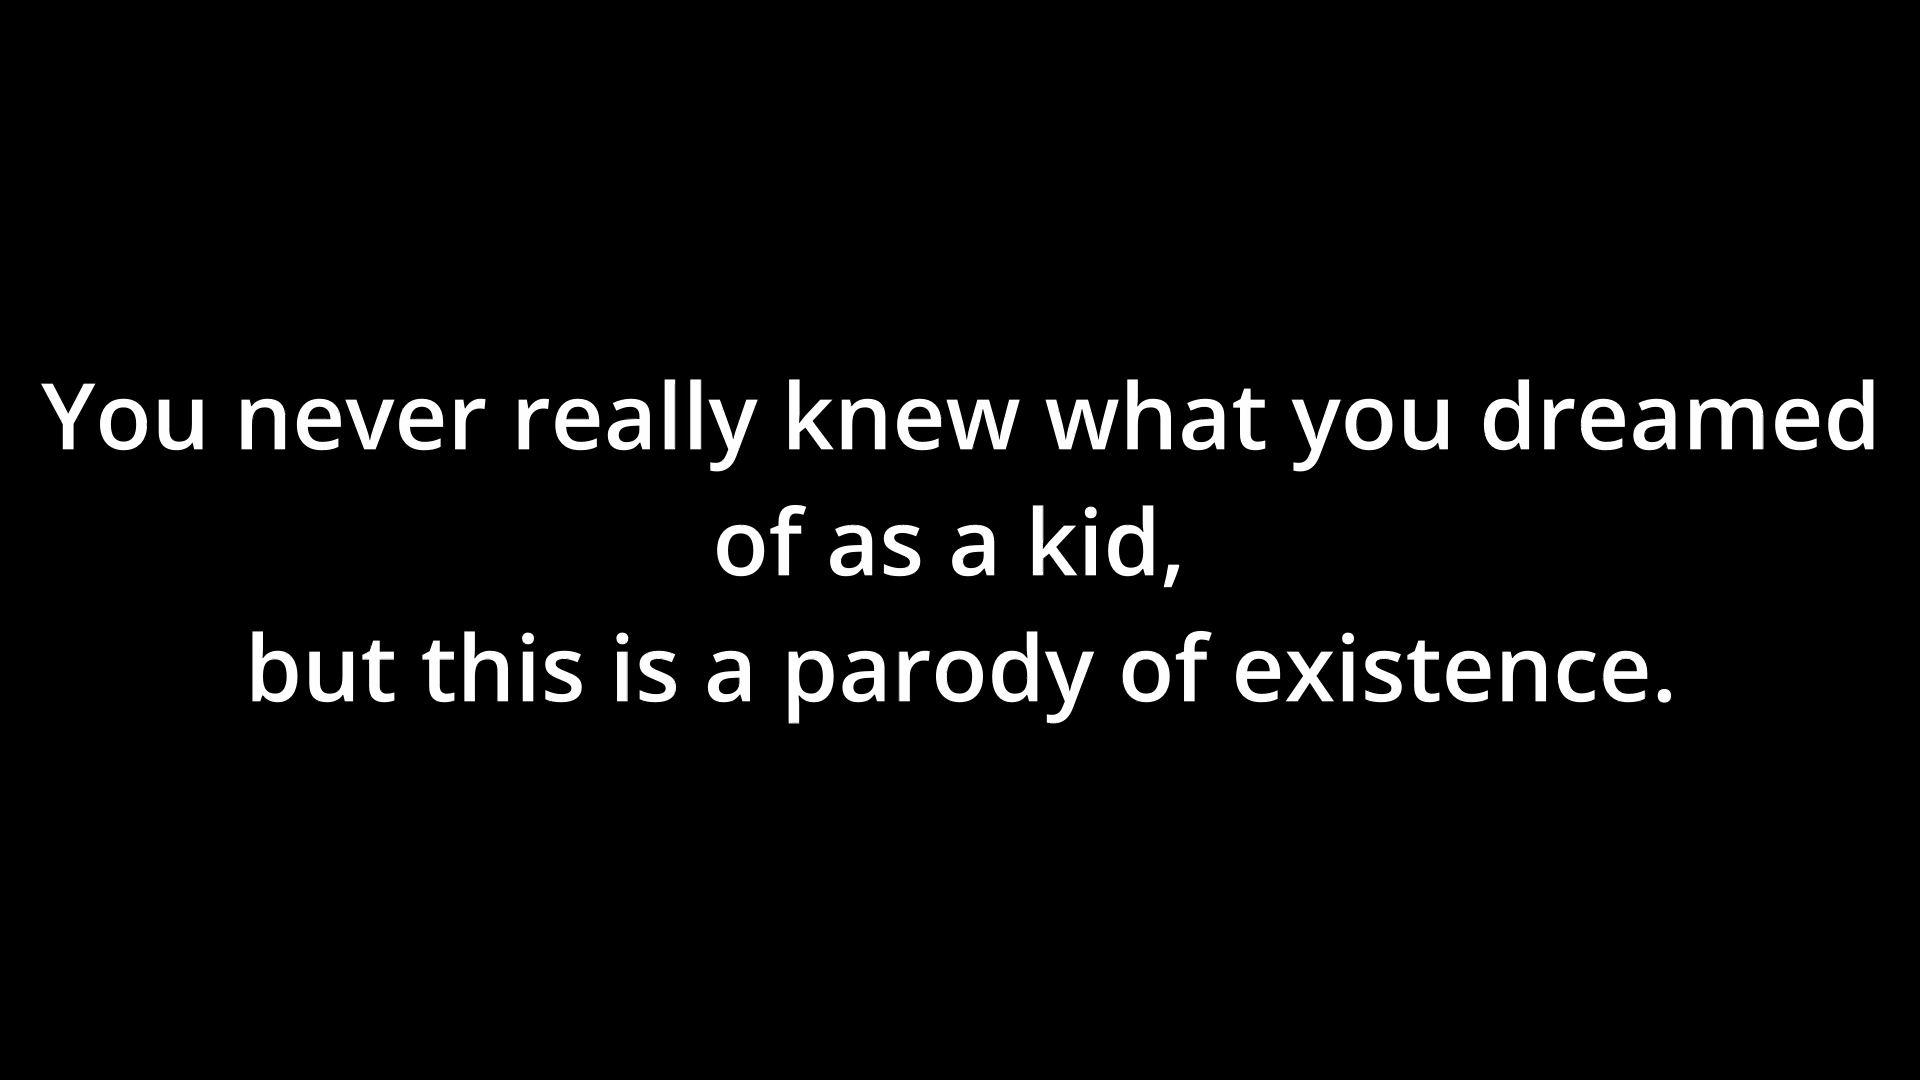 You never really knew what you dreamed
of as a kid,
but this is a parody of existence.